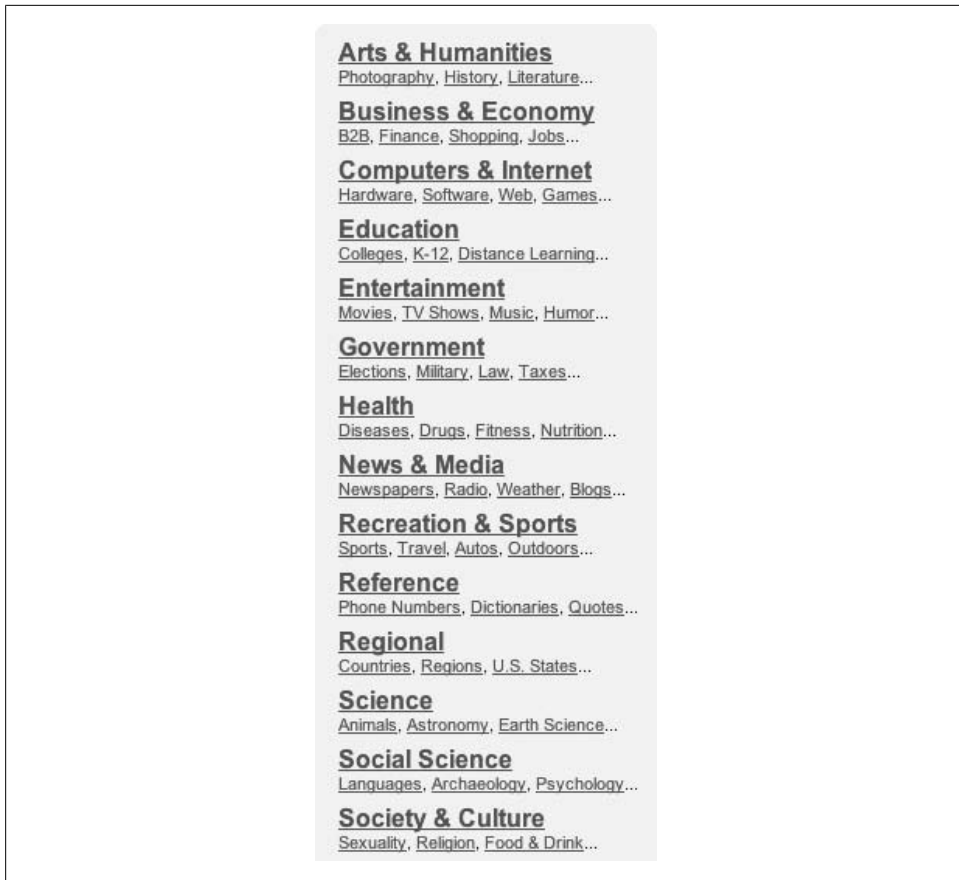 Arts & Humanities
Photography, History, Literature...
Business & Economy
B2B, Finance, Shopping, Jobs...
Computers & Internet
Hardware, Software, Web, Games...
Education
Colleges, K-12, Distance Learning...
Entertainment
Movies, TV Shows, Music, Humor...
Government
Elections, Military, Law, Taxes...
Health
Diseases, Drugs, Fitness, Nutrition...
News & Media
Newspapers, Radio, Weather, Blogs...
Recreation & Sports
Sports, Travel, Autos, Outdoors...
Reference
Phone Numbers, Dictionaries, Quotes...
Regional
Countries, Regions, U.S. States...
Science
Animals, Astronomy, Earth Science...
Social Science
Languages, Archaeology, Psychology...
Society & Culture
Sexuality, Religion, Food & Drink...